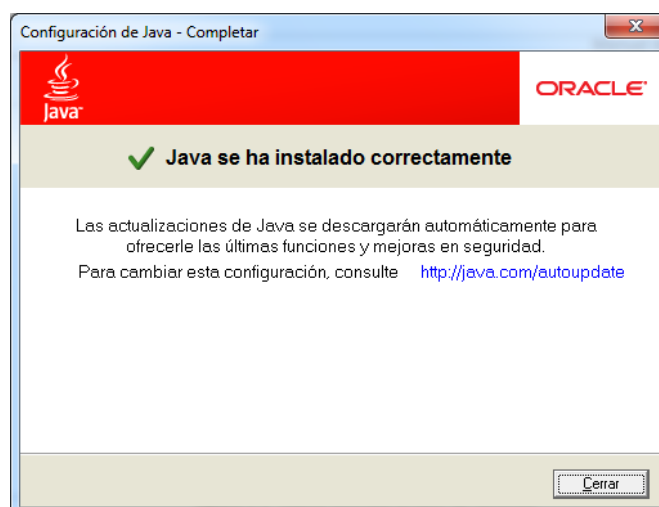 Configuración de Java - Completar
Java
ORACLE
Java se ha instalado correctamente
Las actualizaciones de Java se descargarán automáticamente para
ofrecerle las últimas funciones y mejoras en seguridad.
Para cambiar esta configuración, consulte http://java.com/autoupdate
Cerrar